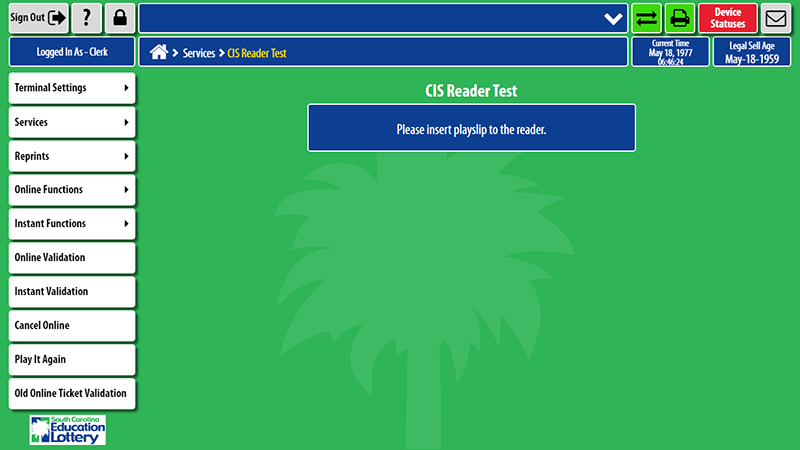 Sign Out
?
Device
Statuses
Logged In As - Clerk
Services
CIS Reader Test
Current Time
May 18, 1977
06:46:24
Legal Sell Age
May-18-1959
Terminal Settings
Services
Reprints
Online Functions
Instant Functions
Online Validation
Instant Validation
Cancel Online
Play It Again
Old Online Ticket Validation
CIS Reader Test
Please insert playslip to the reader.
South Carolina
Education
Lottery